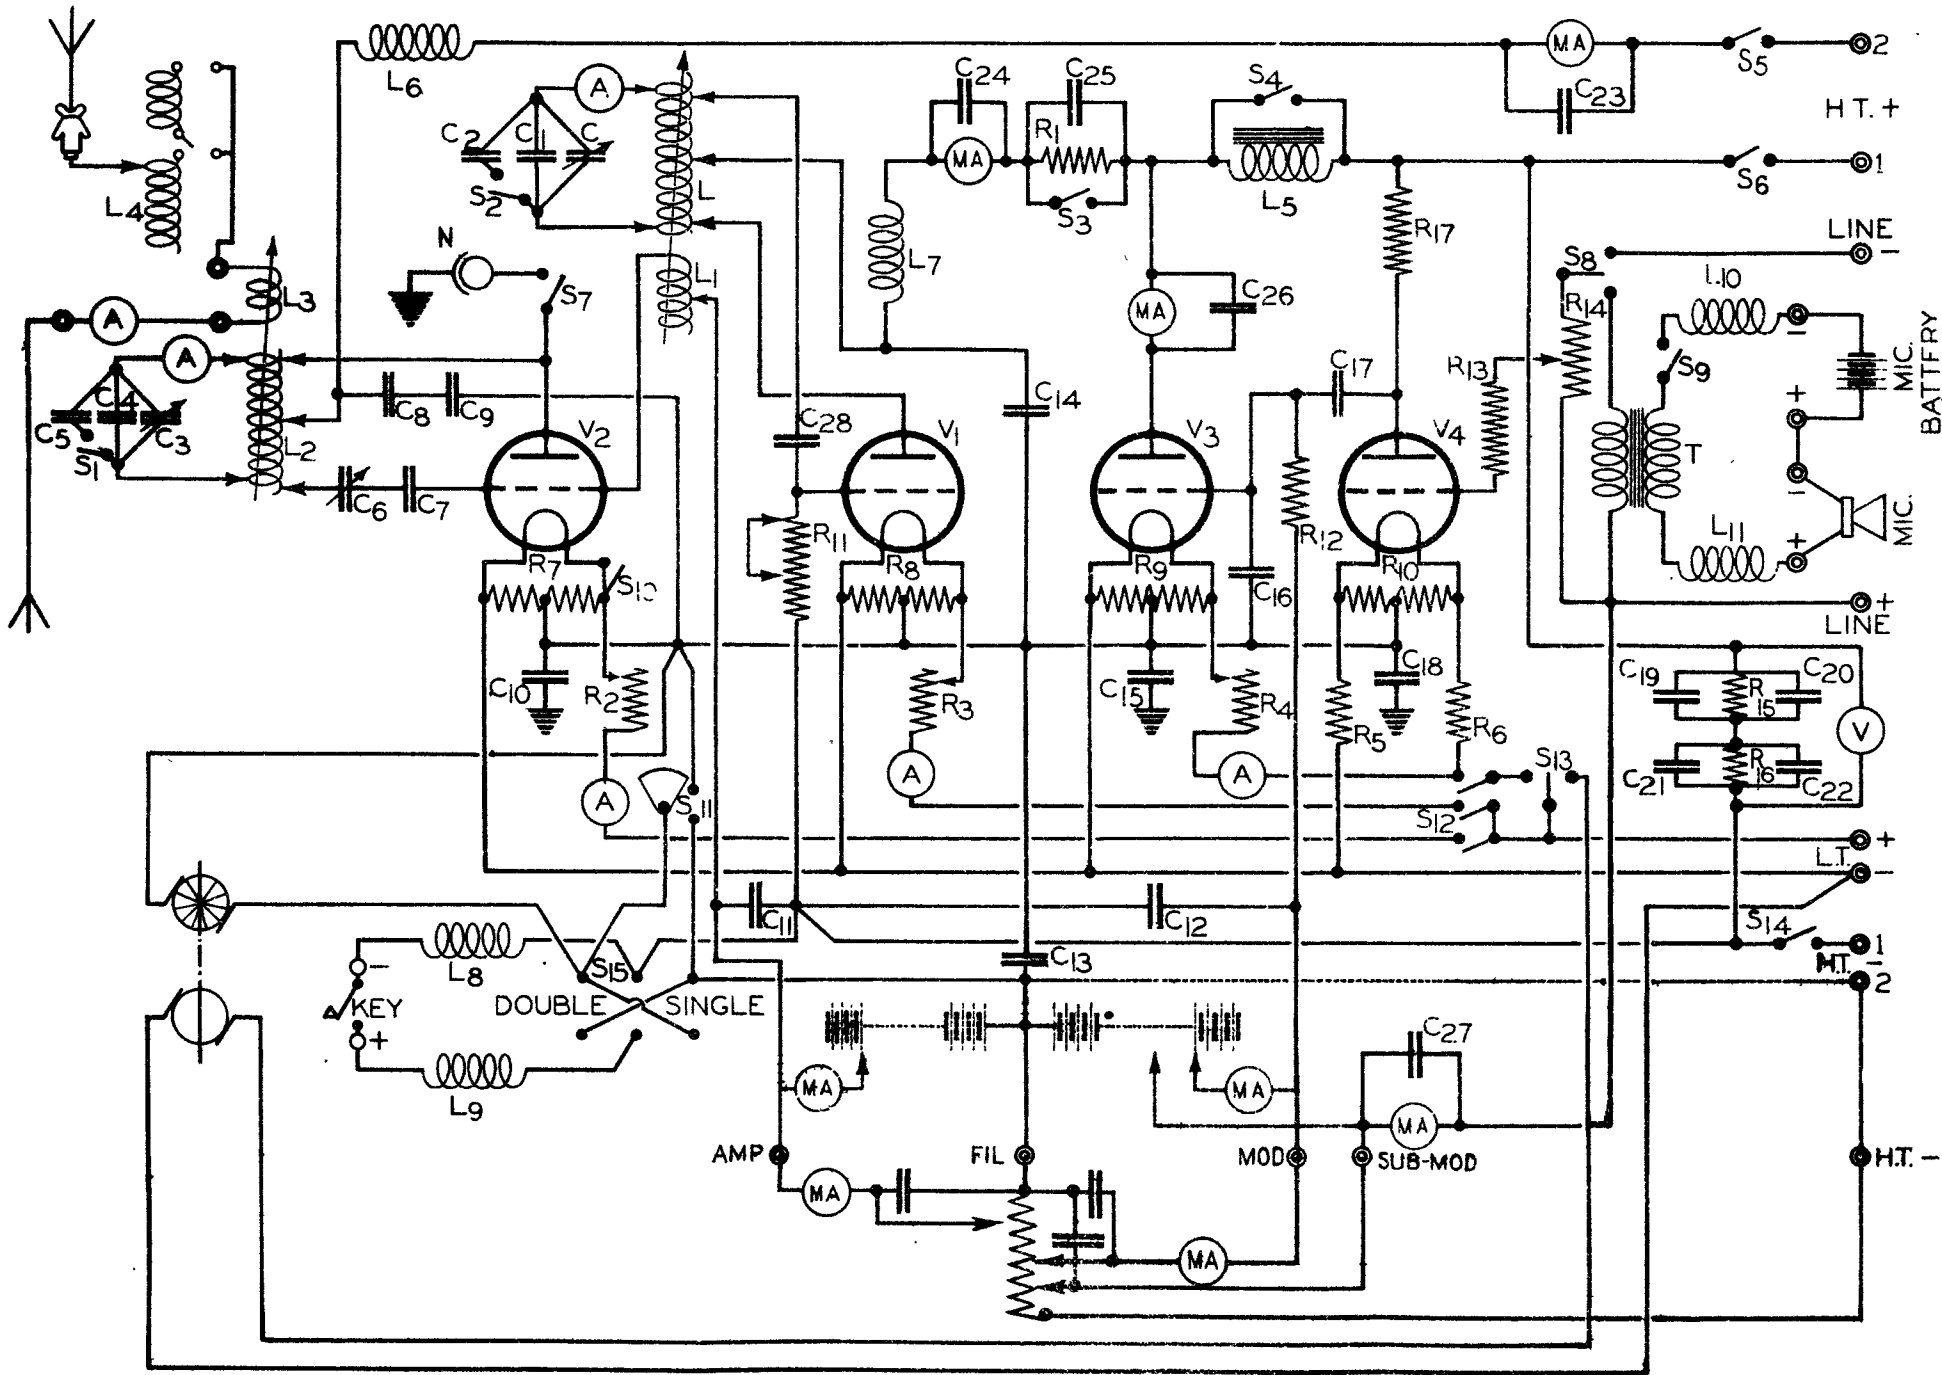 L6
MA
S5
2
C23
H T. +
C24
C25
S4
C2
C1
C
A
R1
MA
S3
L5
S6
1
L4
S2
L
N
L7
R17
LINE
-
S8
L10
S7
L1
C26
MA
R14
L3
A
A
S9
MIC.
BATTERY
-
+
C4
C5
C3
S1
L2
C8
C9
C14
C17
R13
C28
V2
V1
V3
V4
T
C6
C7
R11
R12
L11
-
+
MIC.
R7
S10
R8
R9
R10
C16
+
LINE
C10
R2
R3
C15
R4
C18
R5
R6
C19
R15
C20
V
C21
R16
C22
A
A
A
S11
S13
S12
+
L.T.
-
C11
C12
S14
1
H.T. -
2
C13
L8
S15
- KEY +
DOUBLE
SINGLE
L9
MA
MA
C27
MA
AMP
FIL
MOD
SUB-MOD
H.T. -
MA
MA